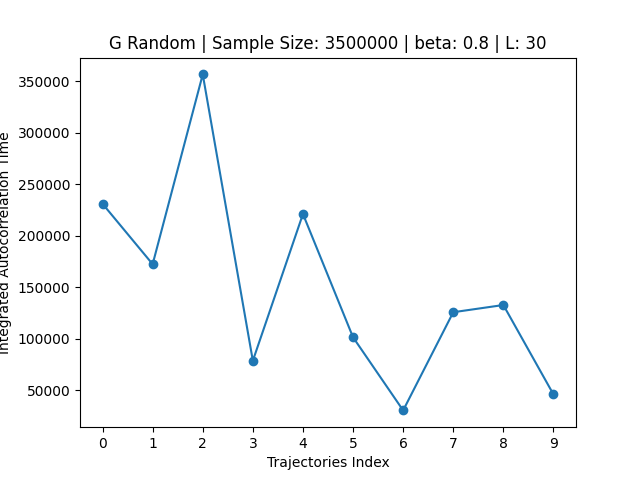 G Random | Sample Size: 3500000 | beta: 0.8 | L: 30
Integrated Autocorrelation Time
350000
300000
250000
200000
150000
100000
50000
0 1 2 3 4 5 6 7 8 9
Trajectories Index